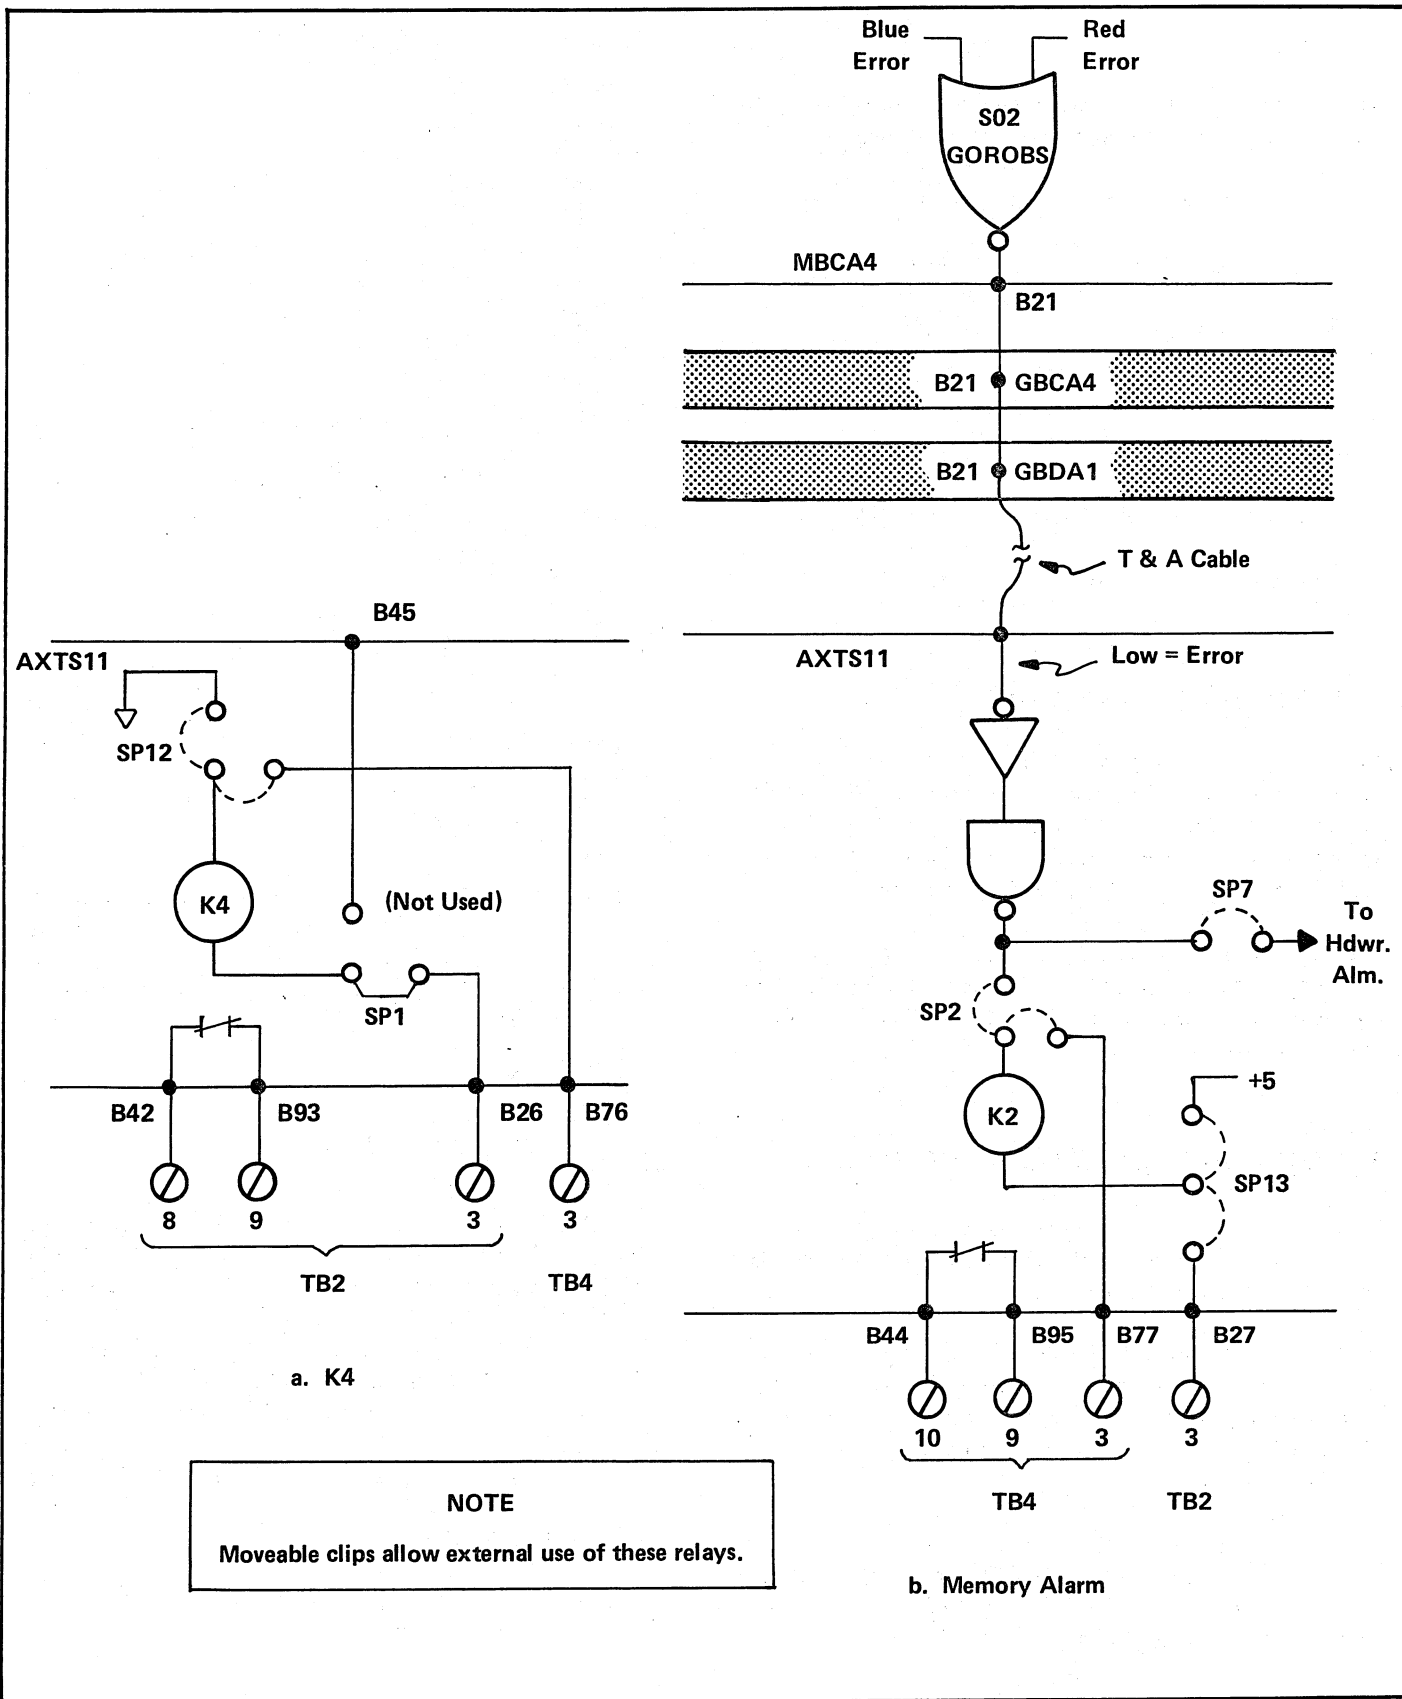 Blue
Error
Red
Error
S02
GOROBS
MBCA4
B21
B21 GBCA4
B21 GBDA1
T & A Cable
AXTS11
Low = Error
SP7
To
Hdwr.
Alm.
SP2
K2
+5
SP13
B44 B95 B77 B27
10 9 3 3
TB4 TB2
b. Memory Alarm
B45
AXTS11
SP12
K4
(Not Used)
SP1
B42 B93 B26 B76
8 9 3 3
TB2 TB4
a. K4
NOTE
Moveable clips allow external use of these relays.